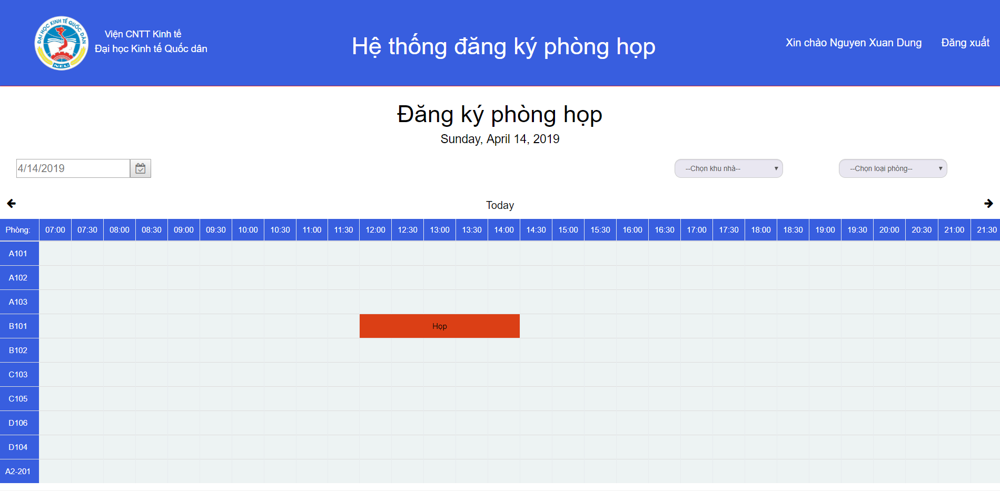 ĐẠI HỌC KINH TẾ QUỐC DÂN
NEU
Viện CNTT Kinh tế
Đại học Kinh tế Quốc dân
Hệ thống đăng ký phòng họp
Xin chào Nguyen Xuan Dung Đăng xuất
Đăng ký phòng họp
Sunday, April 14, 2019
4/14/2019 --Chọn khu nhà-- --Chọn loại phòng--
Today
Phòng: 07:00 07:30 08:00 08:30 09:00 09:30 10:00 10:30 11:00 11:30 12:00 12:30 13:00 13:30 14:00 14:30 15:00 15:30 16:00 16:30 17:00 17:30 18:00 18:30 19:00 19:30 20:00 20:30 21:00 21:30
A101
A102
A103
B101 Họp
B102
C103
C105
D106
D104
A2-201